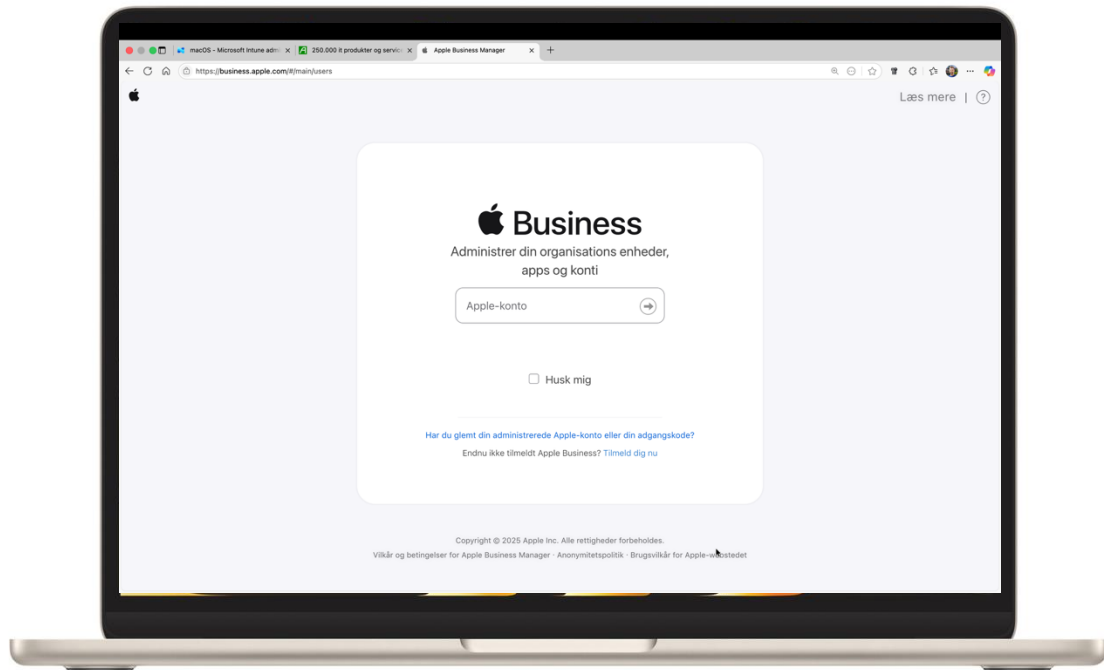 macOS - Microsoft Intune admi
250.000 it produkter og servic
Apple Business Manager
https://business.apple.com/#/main/users
Læs mere | ?
Business
Administrer din organisations enheder,
apps og konti
Apple-konto
Husk mig
Har du glemt din administrerede Apple-konto eller din adgangskode?
Endnu ikke tilmeldt Apple Business? Tilmeld dig nu
Copyright © 2025 Apple Inc. Alle rettigheder forbeholdes.
Vilkår og betingelser for Apple Business Manager · Anonymitetspolitik · Brugsvilkår for Apple-webstedet